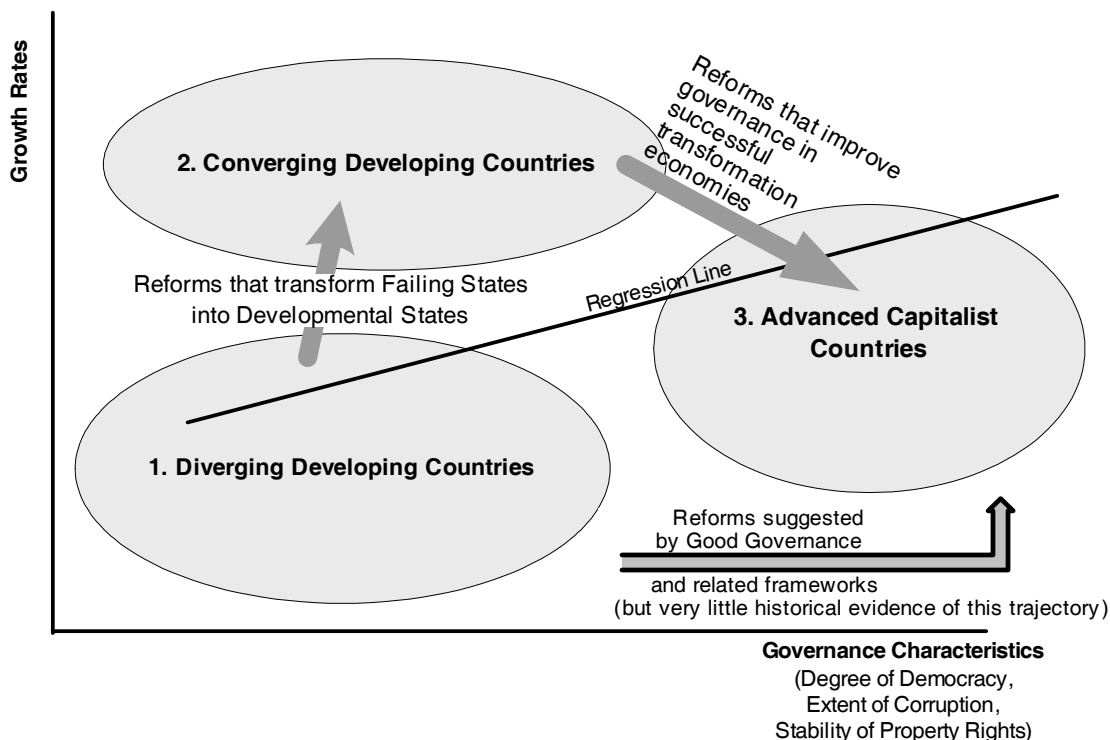 Growth Rates
Reforms that improve
governance in
successful
transformation
economies
2. Converging Developing Countries
Reforms that transform Failing States
into Developmental States
Regression Line
3. Advanced Capitalist
Countries
1. Diverging Developing Countries
Reforms suggested
by Good Governance
and related frameworks
(but very little historical evidence of this trajectory)
Governance Characteristics
(Degree of Democracy,
Extent of Corruption,
Stability of Property Rights)